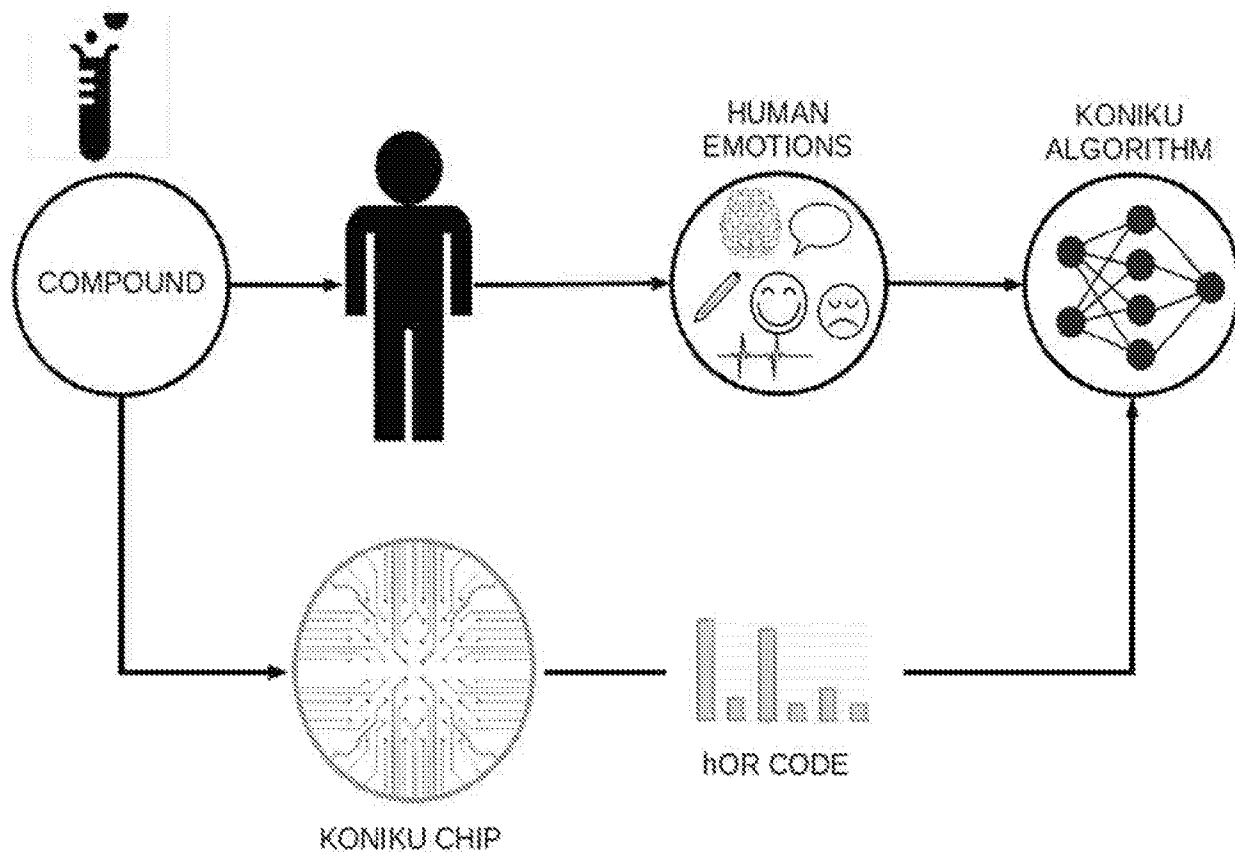 HUMAN
EMOTIONS
KONIKU
ALGORITHM
COMPOUND
hOR CODE
KONIKU CHIP